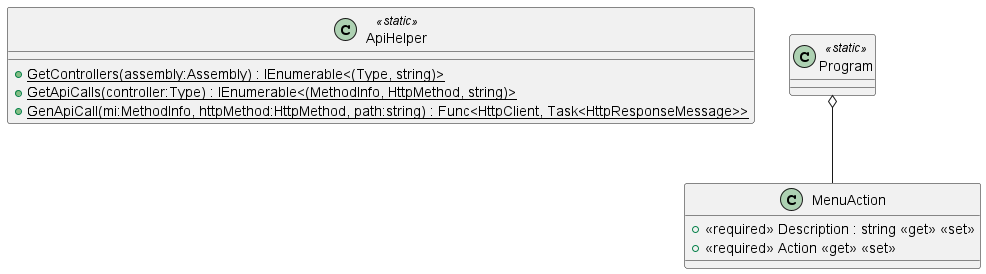 C
«static»
ApiHelper
GetControllers(assembly:Assembly) : IEnumerable<(Type, string)>
GetApiCalls(controller:Type) : IEnumerable<(MethodInfo, HttpMethod, string)>
GenApiCall(mi:MethodInfo, httpMethod:HttpMethod, path:string) : Func<HttpClient, Task<HttpResponseMessage>>
C
«static»
Program
C
MenuAction
«required» Description : string «get» «set»
«required» Action «get» «set»